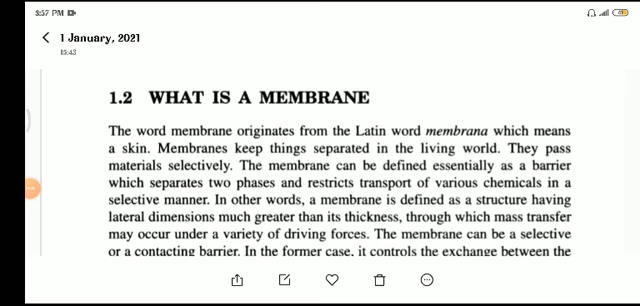 3:57 PM
1 January, 2021
15:43
1.2 WHAT IS A MEMBRANE
The word membrane originates from the Latin word membrana which means
a skin. Membranes keep things separated in the living world. They pass
materials selectively. The membrane can be defined essentially as a barrier
which separates two phases and restricts transport of various chemicals in a
selective manner. In other words, a membrane is defined as a structure having
lateral dimensions much greater than its thickness, through which mass transfer
may occur under a variety of driving forces. The membrane can be a selective
or a contacting barrier. In the former case, it controls the exchange between the